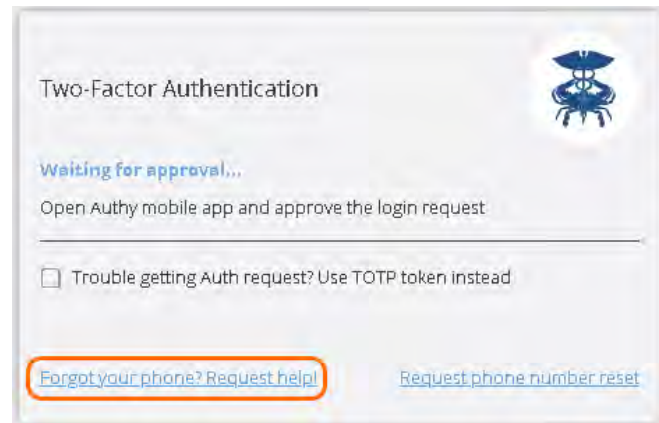 Two-Factor Authentication
Waiting for approval...
Open Authy mobile app and approve the login request
Trouble getting Auth request? Use TOTP token instead
Forgot your phone? Request help!
Request phone number reset